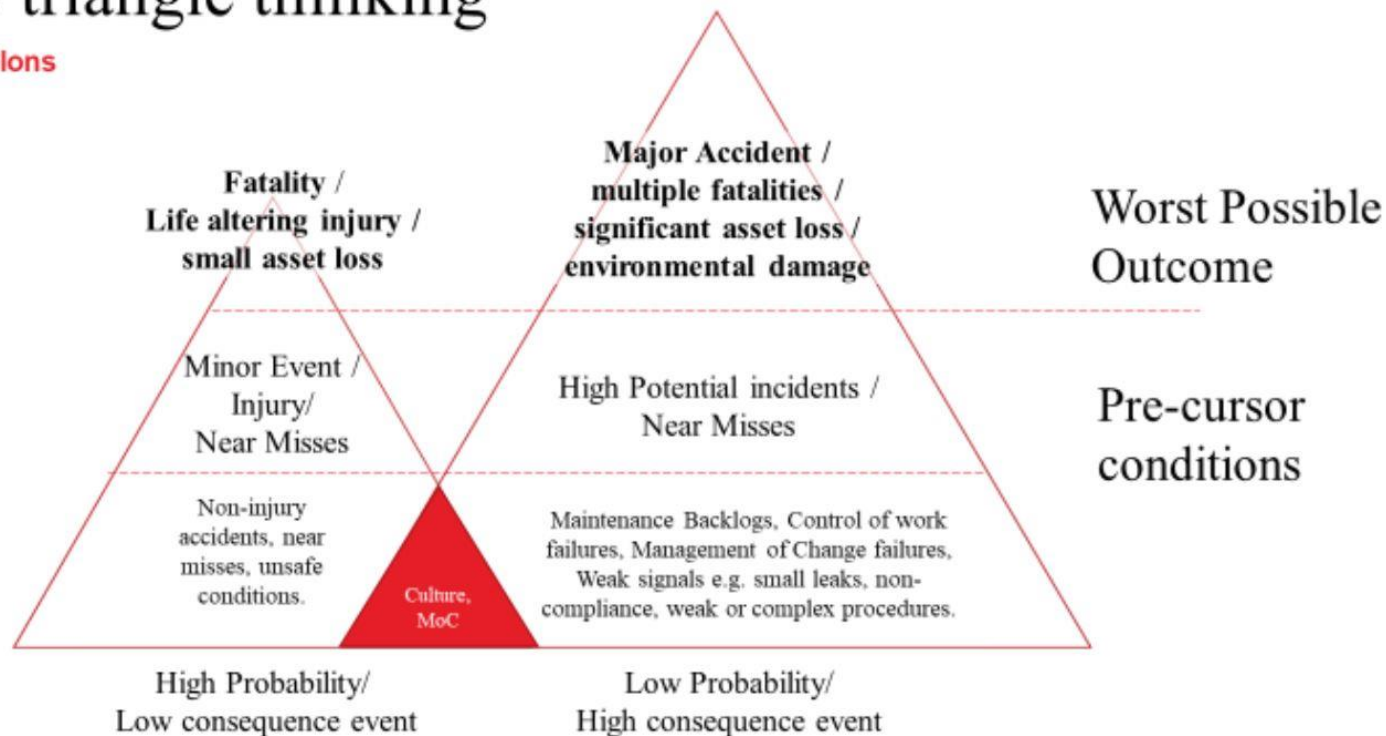 triangle thinking
Fatality /
Life altering injury /
small asset loss
Major Accident /
multiple fatalities /
significant asset loss /
environmental damage
Worst Possible
Outcome
Minor Event /
Injury/
Near Misses
High Potential incidents /
Near Misses
Pre-cursor
conditions
Non-injury
accidents, near
misses, unsafe
conditions.
Culture,
MoC
Maintenance Backlogs, Control of work
failures, Management of Change failures,
Weak signals e.g. small leaks, non-
compliance, weak or complex procedures.
High Probability/
Low consequence event
Low Probability/
High consequence event